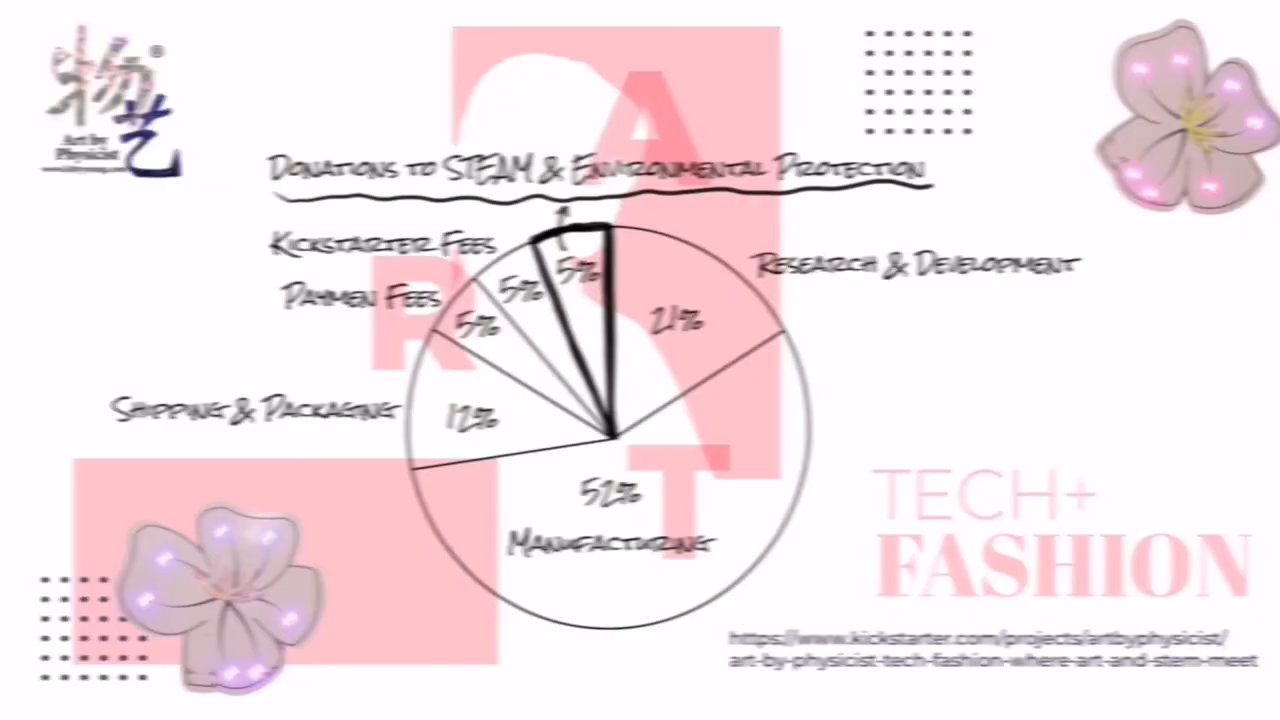 物艺®
Art by
Physicist
A
DONATIONS TO STEAM & ENVIRONMENTAL PROTECTION
KICKSTARTER FEES
5%
5%
RESEARCH & DEVELOPMENT
PAYMEN FEES
5%
21%
R
SHIPPING & PACKAGING
12%
T
52%
MANUFACTURING
TECH+
FASHION
https://www.kickstarter.com/projects/artbyphysicist/
art-by-physicist-tech-fashion-where-art-and-stem-meet